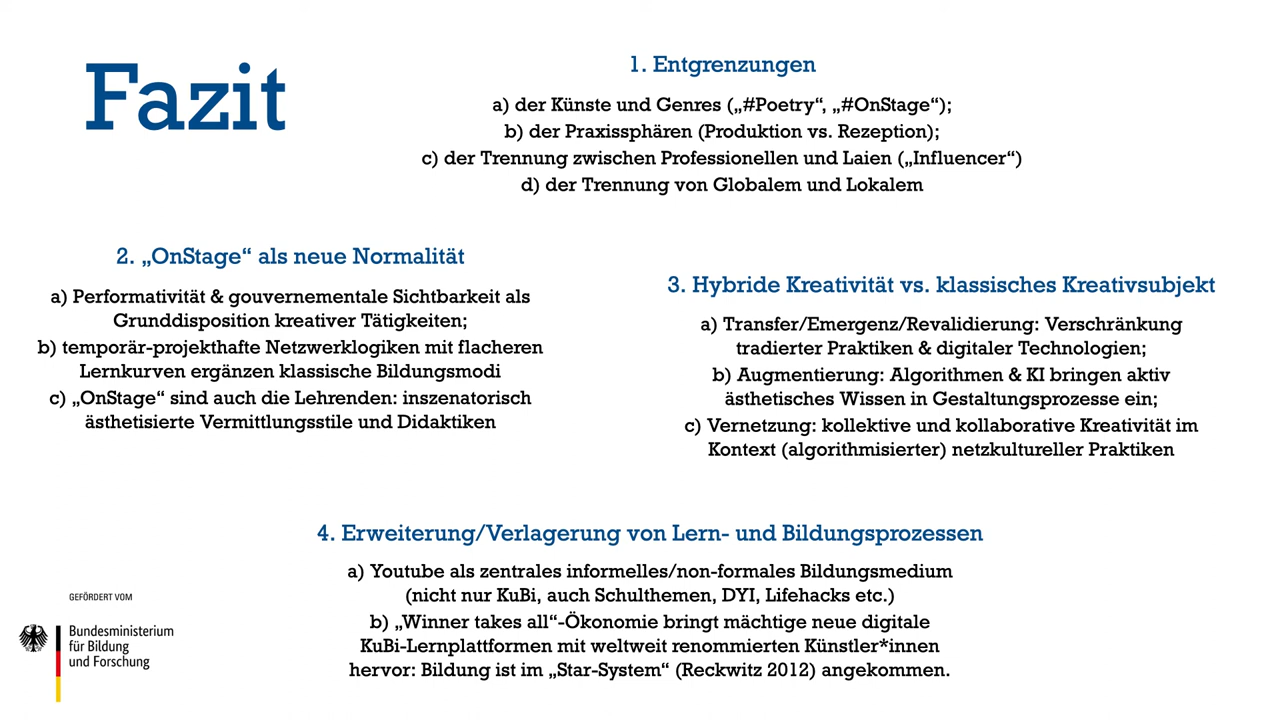 Fazit
1. Entgrenzungen
a) der Künste und Genres („#Poetry“, „#OnStage“);
b) der Praxissphären (Produktion vs. Rezeption);
c) der Trennung zwischen Professionellen und Laien („Influencer“)
d) der Trennung von Globalem und Lokalem
2. „OnStage“ als neue Normalität
a) Performativität & gouvernementale Sichtbarkeit als
Grunddisposition kreativer Tätigkeiten;
b) temporär-projekthafte Netzwerklogiken mit flacheren
Lernkurven ergänzen klassische Bildungsmodi
c) „OnStage“ sind auch die Lehrenden: inszenatorisch
ästhetisierte Vermittlungsstile und Didaktiken
3. Hybride Kreativität vs. klassisches Kreativsubjekt
a) Transfer/Emergenz/Revalidierung: Verschränkung
tradierter Praktiken & digitaler Technologien;
b) Augmentierung: Algorithmen & KI bringen aktiv
ästhetisches Wissen in Gestaltungsprozesse ein;
c) Vernetzung: kollektive und kollaborative Kreativität im
Kontext (algorithmisierter) netzkultureller Praktiken
4. Erweiterung/Verlagerung von Lern- und Bildungsprozessen
a) Youtube als zentrales informelles/non-formales Bildungsmedium
(nicht nur KuBi, auch Schulthemen, DYI, Lifehacks etc.)
b) „Winner takes all“-Ökonomie bringt mächtige neue digitale
KuBi-Lernplattformen mit weltweit renommierten Künstler*innen
hervor: Bildung ist im „Star-System“ (Reckwitz 2012) angekommen.
GEFÖRDERT VOM
Bundesministerium
für Bildung
und Forschung